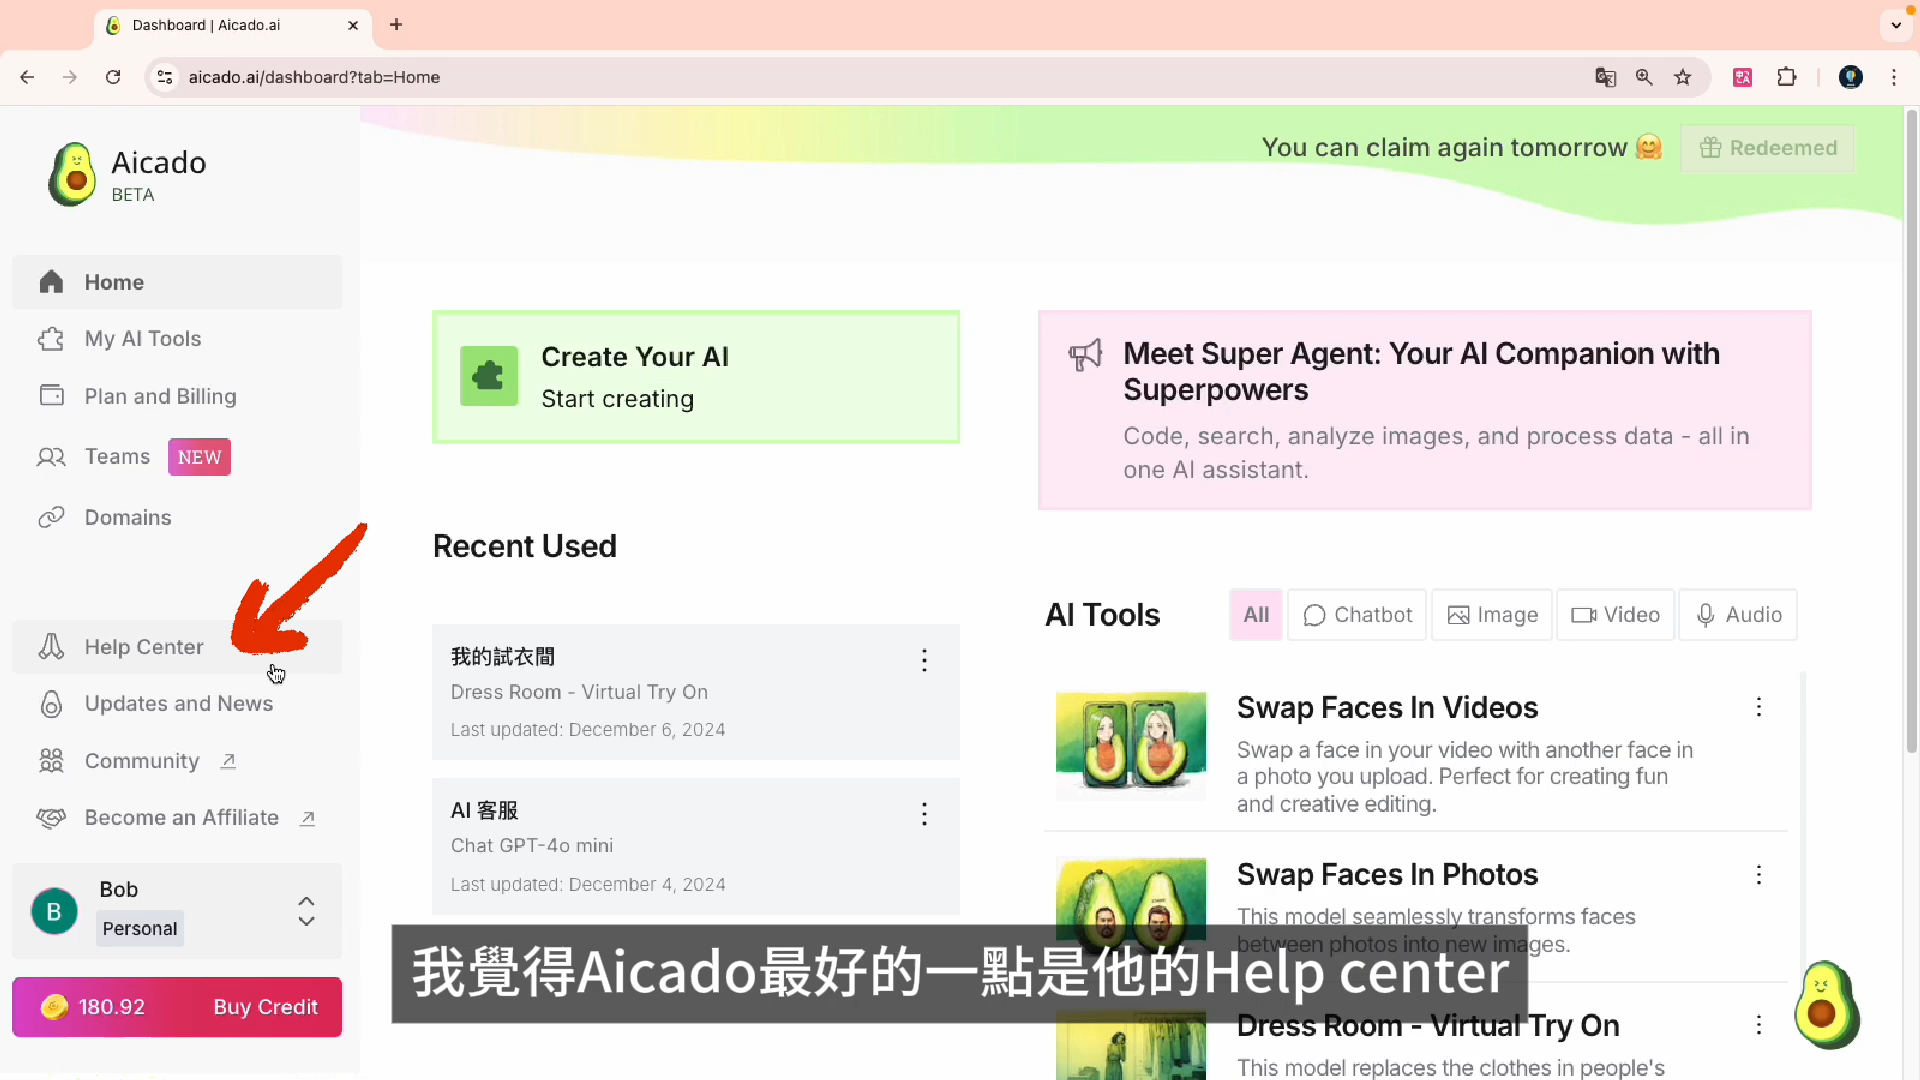 Dashboard | Aicado.ai
aicado.ai/dashboard?tab=Home
Aicado
BETA
You can claim again tomorrow 🤗
Redeemed
Home
My AI Tools
Plan and Billing
Teams NEW
Domains
Help Center
Updates and News
Community
Become an Affiliate
B
Bob
Personal
180.92 Buy Credit
Create Your AI
Start creating
Meet Super Agent: Your AI Companion with
Superpowers
Code, search, analyze images, and process data - all in
one AI assistant.
Recent Used
我的試衣間
Dress Room - Virtual Try On
Last updated: December 6, 2024
AI 客服
Chat GPT-4o mini
Last updated: December 4, 2024
AI Tools
All Chatbot Image Video Audio
Swap Faces In Videos
Swap a face in your video with another face in
a photo you upload. Perfect for creating fun
and creative editing.
Swap Faces In Photos
This model seamlessly transforms faces
between photos into new images.
Dress Room - Virtual Try On
This model replaces the clothes in people's
我覺得Aicado最好的一點是他的Help center